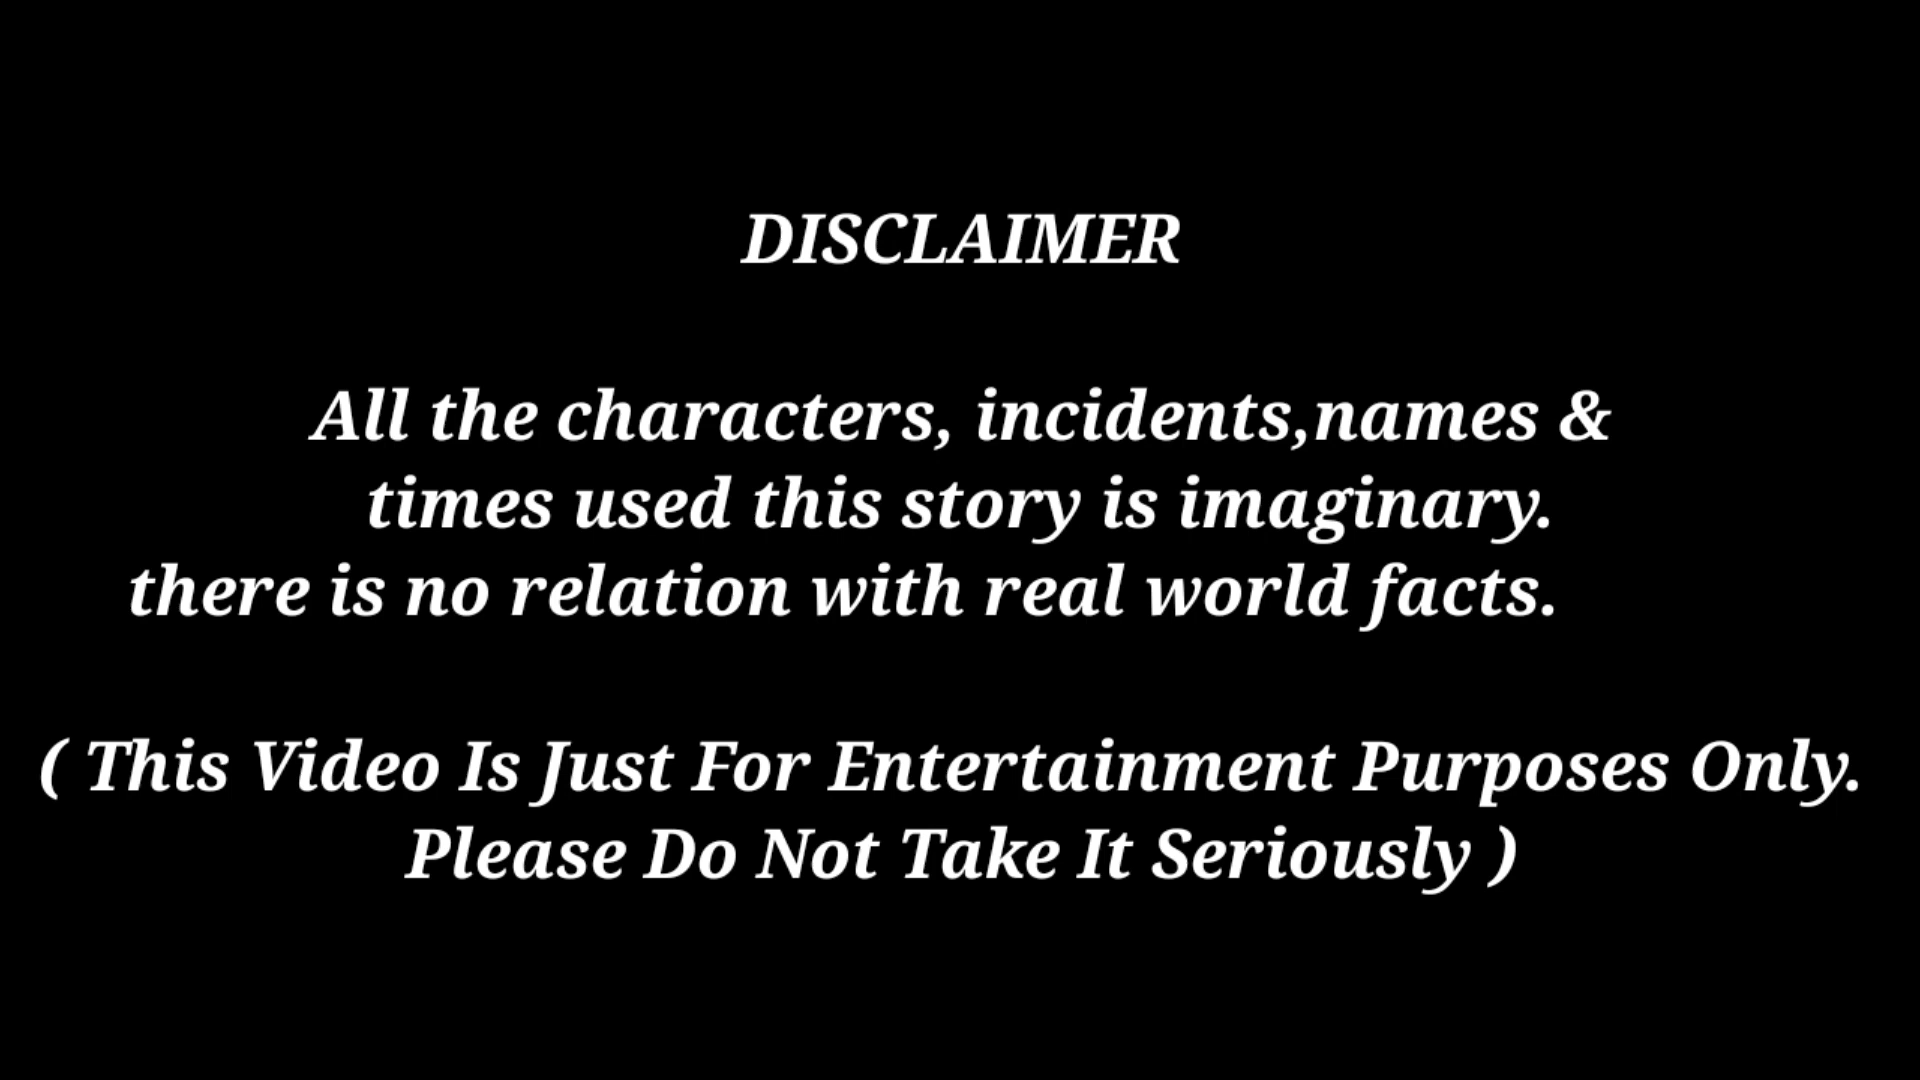 DISCLAIMER
All the characters, incidents,names &
times used this story is imaginary.
there is no relation with real world facts.
( This Video Is Just For Entertainment Purposes Only.
Please Do Not Take It Seriously )